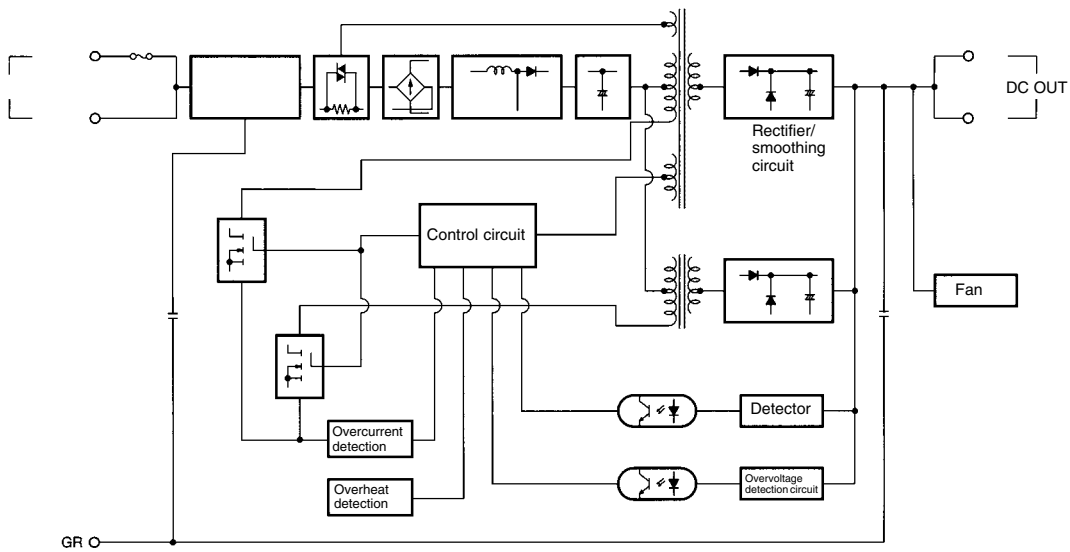 DC OUT
Rectifier/
smoothing
circuit
Control circuit
Fan
Detector
Overcurrent
detection
Overvoltage
detection circuit
Overheat
detection
GR